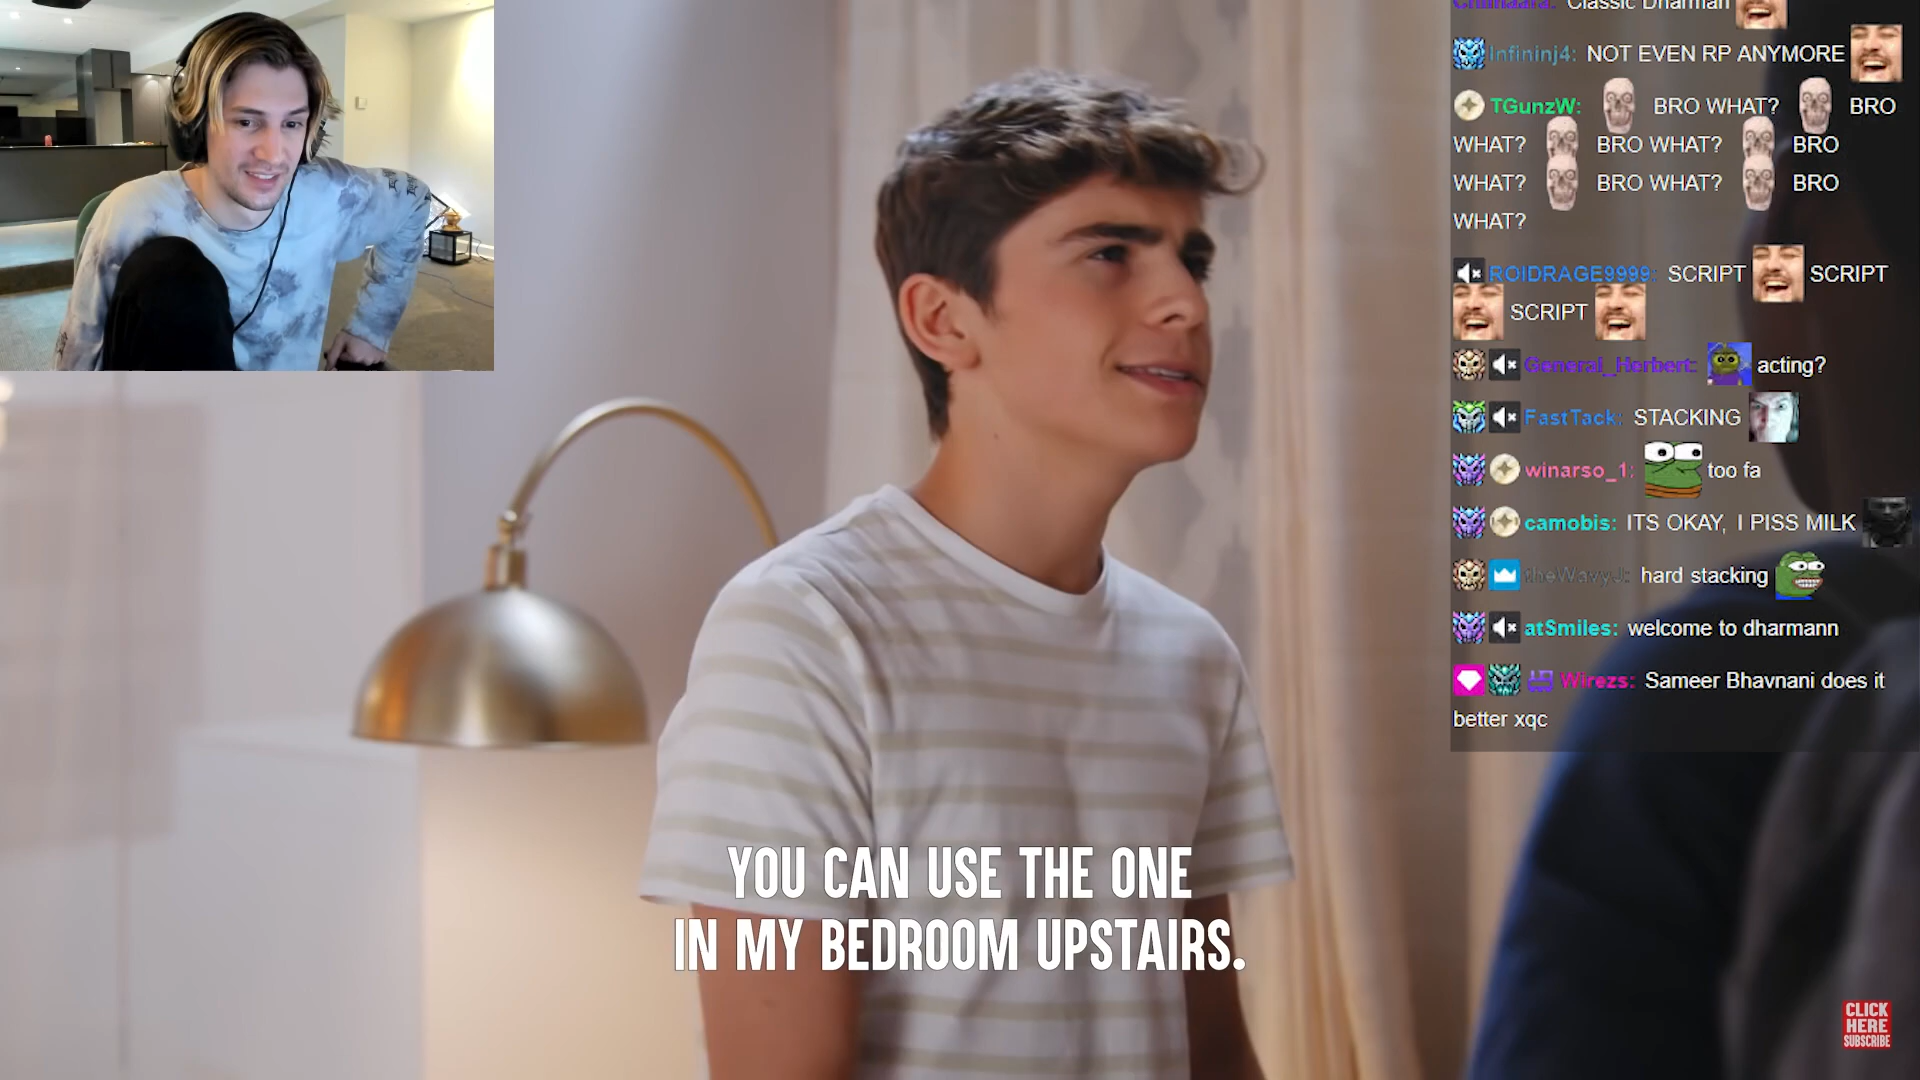 Classic Dharman
Infininj4: NOT EVEN RP ANYMORE
TGunzW: BRO WHAT? BRO
WHAT? BRO WHAT? BRO
WHAT? BRO WHAT? BRO
WHAT?
ROIDRAGE9999: SCRIPT SCRIPT
SCRIPT
General_Herbert: acting?
FastTack: STACKING
winarso_1: too fa
camobis: ITS OKAY, I PISS MILK
theWavyJ: hard stacking
atSmiles: welcome to dharmann
Wirezs: Sameer Bhavnani does it
better xqc
YOU CAN USE THE ONE
IN MY BEDROOM UPSTAIRS.
CLICK
HERE
SUBSCRIBE